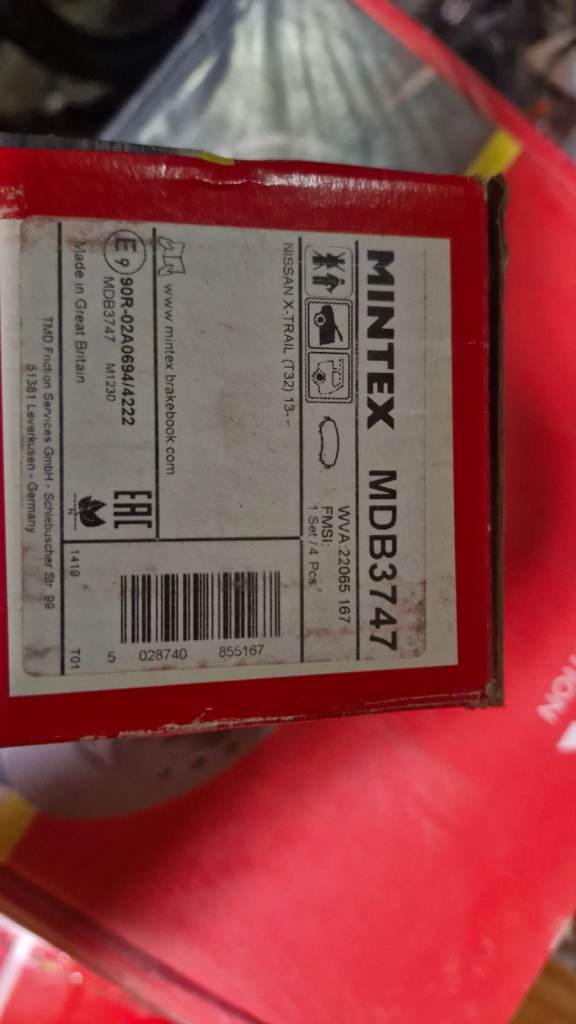 MINTEX MDB3747
WVA:22065 167
FMSI:
1 Set / 4 Pcs
NISSAN X-TRAIL (T32) 13--
www.mintex brakebook.com
E 9 90R-02A0694/4222
MDB3747 M1230
Made in Great Britain
EAC
1419 T01
5 028740 855167
TMD Friction Services GmbH - Schlebuscher Str. 99
51381 Leverkusen - Germany